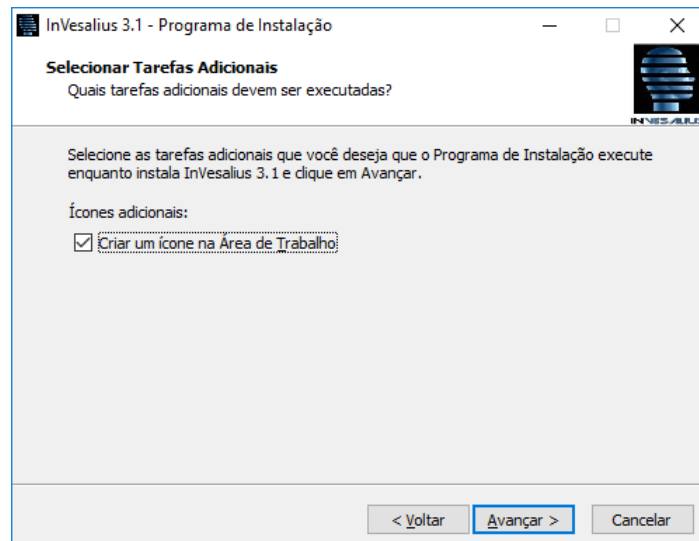 InVesalius 3.1 - Programa de Instalação
Selecionar Tarefas Adicionais
Quais tarefas adicionais devem ser executadas?
INVESALIUS
Selecione as tarefas adicionais que você deseja que o Programa de Instalação execute
enquanto instala InVesalius 3.1 e clique em Avançar.
Ícones adicionais:
Criar um ícone na Área de Trabalho
< Voltar Avançar > Cancelar